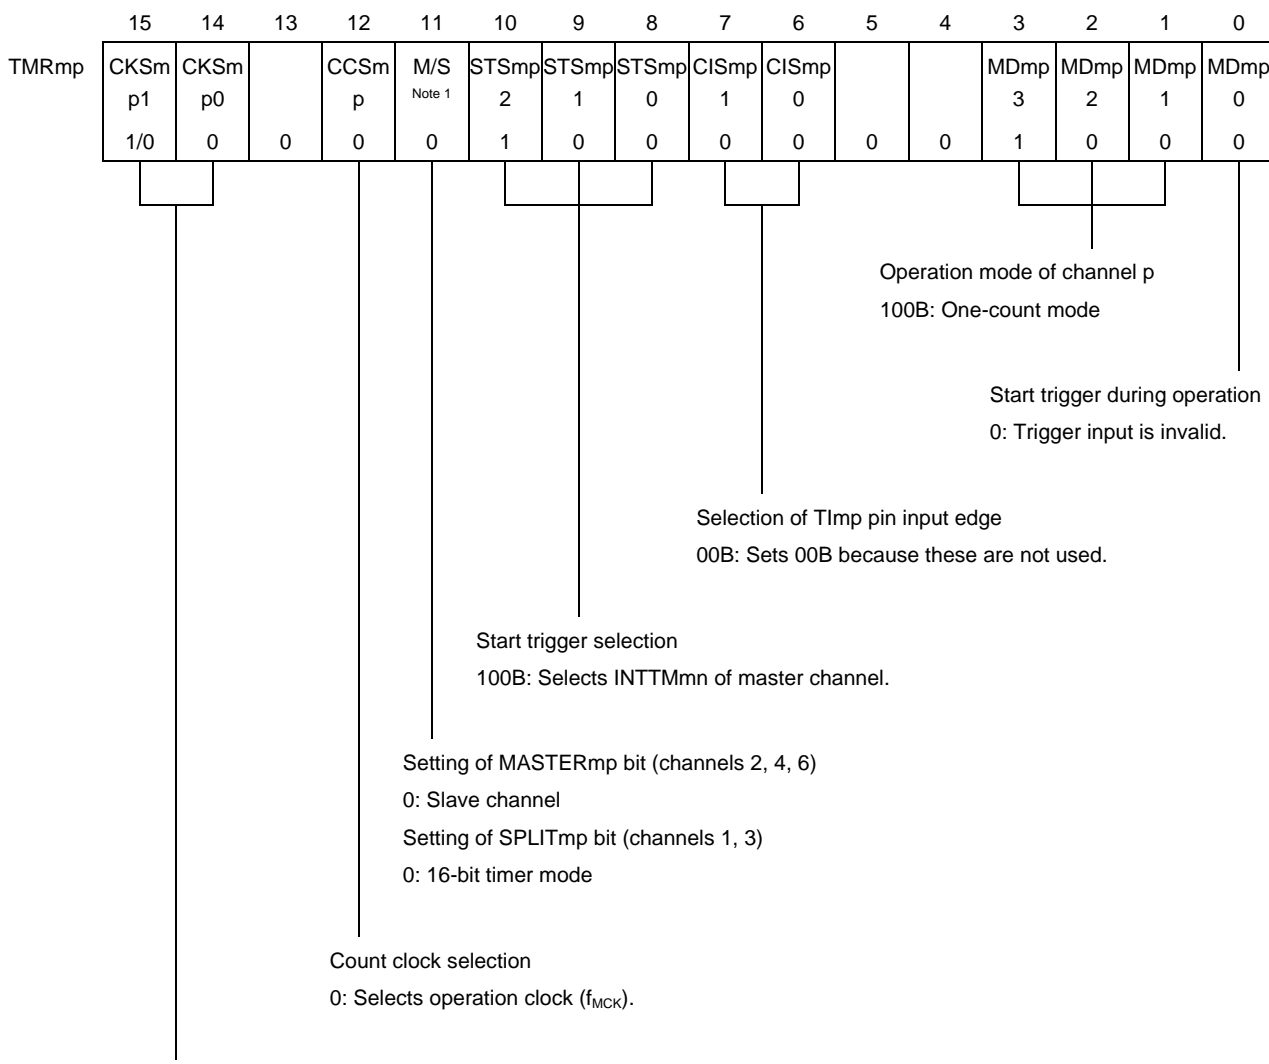 15 14 13 12 11 10 9 8 7 6 5 4 3 2 1 0
TMRmp CKSm CKSm CCSm M/S STSmp STSmp STSmp CISmp CISmp MDmp MDmp MDmp MDmp
p1 p0 p Note 1 2 1 0 1 0 3 2 1 0
1/0 0 0 0 0 1 0 0 0 0 0 0 1 0 0 0
Operation mode of channel p
100B: One-count mode
Start trigger during operation
0: Trigger input is invalid.
Selection of TImp pin input edge
00B: Sets 00B because these are not used.
Start trigger selection
100B: Selects INTTMmn of master channel.
Setting of MASTERmp bit (channels 2, 4, 6)
0: Slave channel
Setting of SPLITmp bit (channels 1, 3)
0: 16-bit timer mode
Count clock selection
0: Selects operation clock (fMCK).